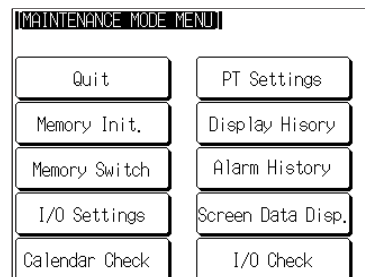 [MAINTENANCE MODE MENU]
Quit
PT Settings
Memory Init.
Display Hisory
Memory Switch
Alarm History
I/O Settings
Screen Data Disp.
Calendar Check
I/O Check